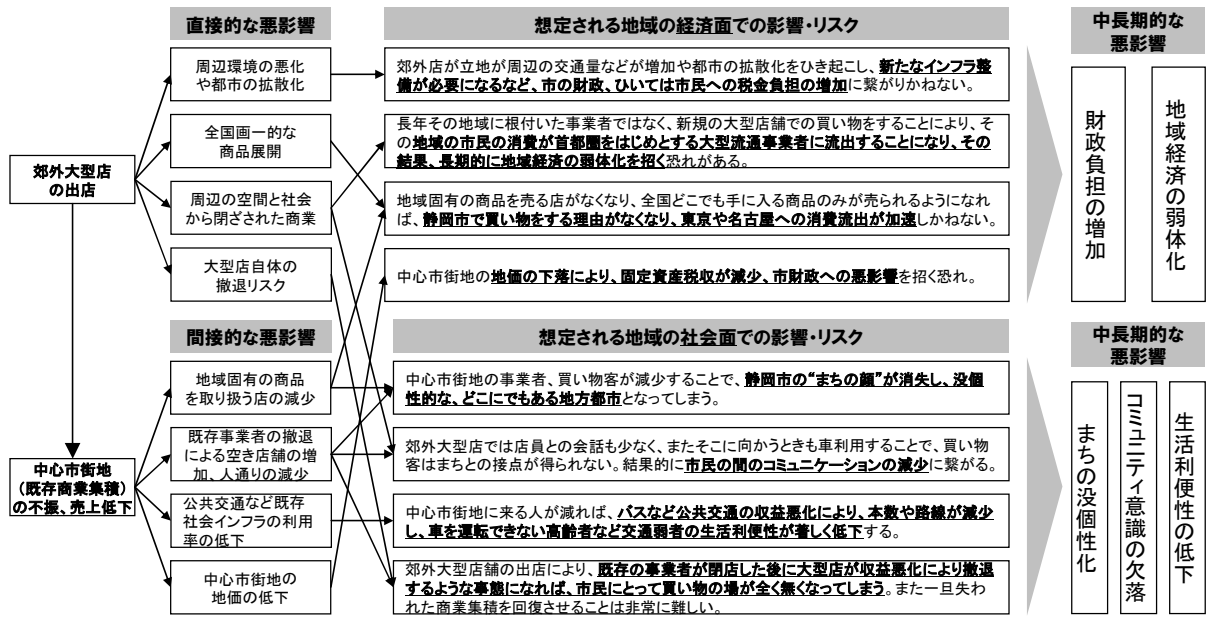 郊外大型店
の出店
中心市街地
（既存商業集積）
の不振、売上低下
直接的な悪影響
周辺環境の悪化
や都市の拡散化
全国画一的な
商品展開
周辺の空間と社会
から閉ざされた商業
大型店自体の
撤退リスク
想定される地域の経済面での影響・リスク
郊外店が立地が周辺の交通量などが増加や都市の拡散化をひき起こし、新たなインフラ整
備が必要になるなど、市の財政、ひいては市民への税金負担の増加に繋がりかねない。
長年その地域に根付いた事業者ではなく、新規の大型店舗での買い物をすることにより、そ
の地域の市民の消費が首都圏をはじめとする大型流通事業者に流出することになり、その
結果、長期的に地域経済の弱体化を招く恐れがある。
地域固有の商品を売る店がなくなり、全国どこでも手に入る商品のみが売られるようになれ
ば、静岡市で買い物をする理由がなくなり、東京や名古屋への消費流出が加速しかねない。
中心市街地の地価の下落により、固定資産税収が減少、市財政への悪影響を招く恐れ。
中長期的な
悪影響
財政負担の増加
地域経済の弱体化
間接的な悪影響
地域固有の商品
を取り扱う店の減少
既存事業者の撤退
による空き店舗の増
加、人通りの減少
公共交通など既存
社会インフラの利用
率の低下
中心市街地の
地価の低下
想定される地域の社会面での影響・リスク
中心市街地の事業者、買い物客が減少することで、静岡市の“まちの顔”が消失し、没個
性的な、どこにでもある地方都市となってしまう。
郊外大型店では店員との会話も少なく、またそこに向かうときも車利用することで、買い物
客はまちとの接点が得られない。結果的に市民の間のコミュニケーションの減少に繋がる。
中心市街地に来る人が減れば、バスなど公共交通の収益悪化により、本数や路線が減少
し、車を運転できない高齢者など交通弱者の生活利便性が著しく低下する。
郊外大型店舗の出店により、既存の事業者が閉店した後に大型店が収益悪化により撤退
するような事態になれば、市民にとって買い物の場が全く無くなってしまう。また一旦失わ
れた商業集積を回復させることは非常に難しい。
中長期的な
悪影響
まちの没個性化
コミュニティ意識の欠落
生活利便性の低下